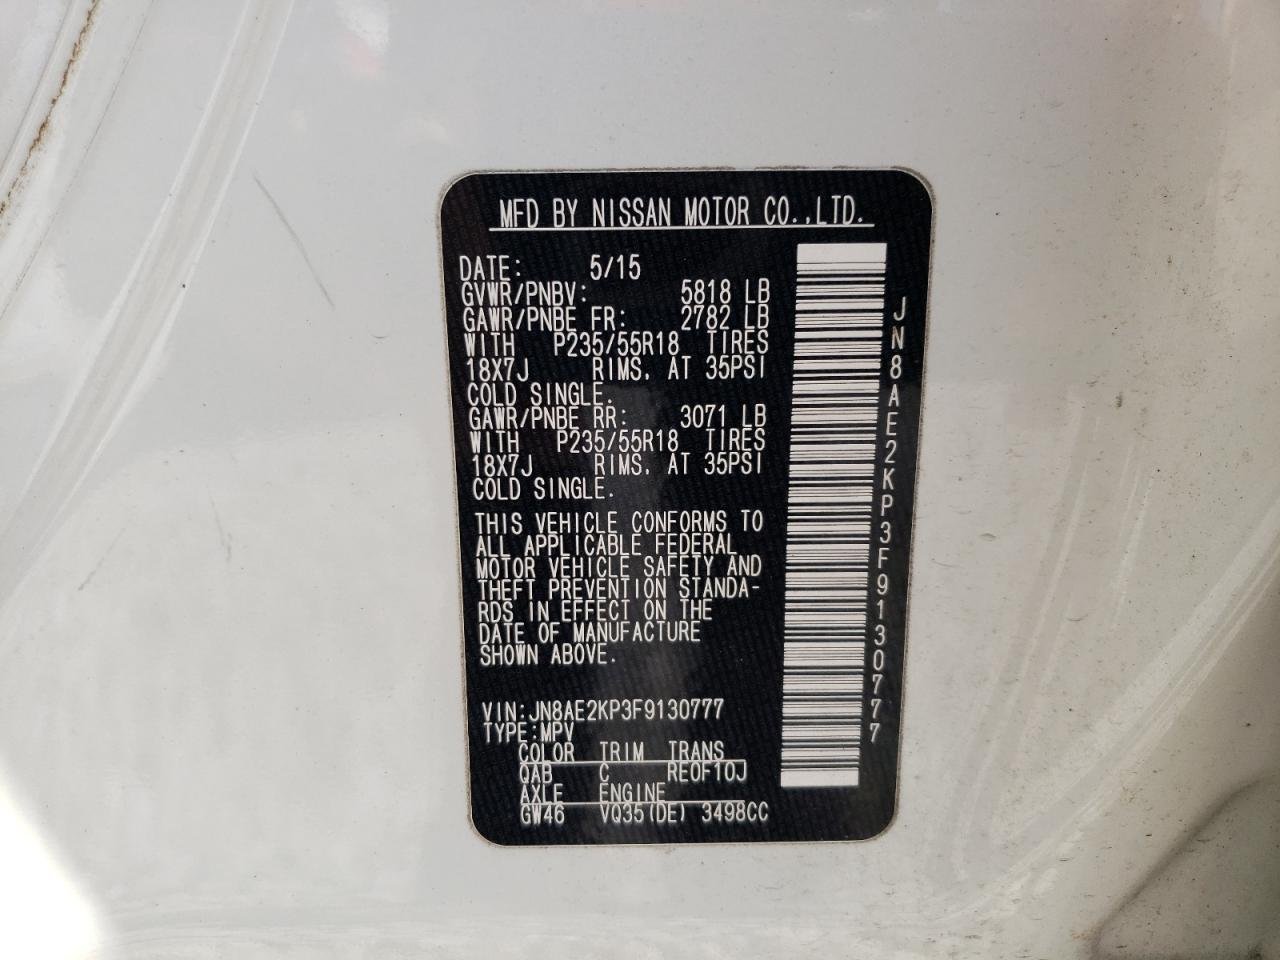 MFD BY NISSAN MOTOR CO.,LTD.
DATE: 5/15
GVWR/PNBV: 5818 LB
GAWR/PNBE FR: 2782 LB
WITH P235/55R18 TIRES
18X7J RIMS. AT 35PSI
COLD SINGLE.
GAWR/PNBE RR: 3071 LB
WITH P235/55R18 TIRES
18X7J RIMS. AT 35PSI
COLD SINGLE.
THIS VEHICLE CONFORMS TO
ALL APPLICABLE FEDERAL
MOTOR VEHICLE SAFETY AND
THEFT PREVENTION STANDA-
RDS IN EFFECT ON THE
DATE OF MANUFACTURE
SHOWN ABOVE.
VIN:JN8AE2KP3F9130777
TYPE:MPV
COLOR TRIM TRANS
QAB C RE0F10J
AXLE ENGINE
GW46 VQ35(DE) 3498CC
JN8AE2KP3F9130777